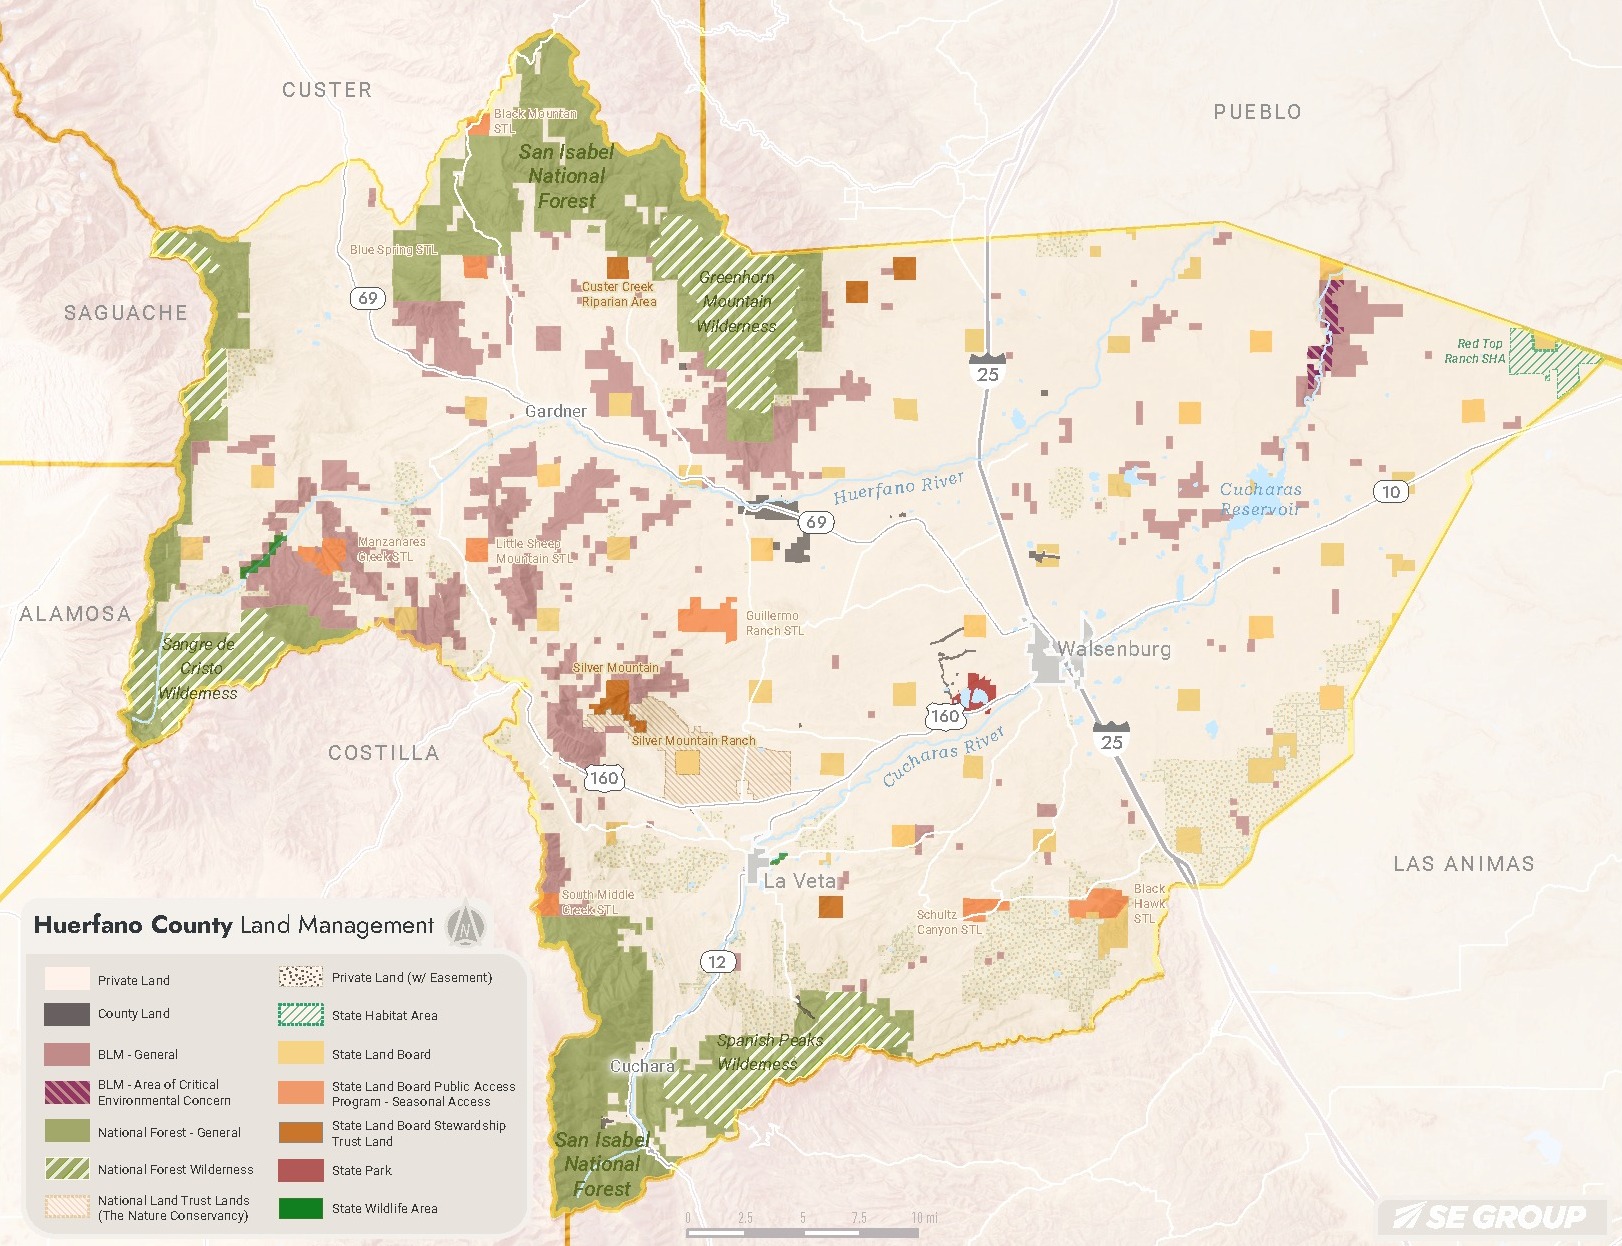 CUSTER
PUEBLO
Black Mountan
STL
San Isabel
National
Forest
Blue Spring STL
SAGUACHE
69
Custer Creek
Riparian Area
Greenhorn
Mountain
Wilderness
25
Red Top
Ranch SHA
Gardner
Huerfano River
Cucharas
Reservoir
10
69
Manzanares
Creek STL
Little Sheep
Mountain STL
ALAMOSA
Guillermo
Ranch STL
Sangre de
Cristo
Wilderness
Walsenburg
Silver Mountain
160
Silver Mountain Ranch
Cucharas River
25
COSTILLA
160
LAS ANIMAS
La Veta
South Middle
Creek STL
Schultz
Canyon STL
Black
Hawk
STL
12
Spanish Peaks
Wilderness
Cuchara
San Isabel
National
Forest
Huerfano County Land Management
N
Private Land
County Land
BLM - General
BLM - Area of Critical
Environmental Concern
National Forest - General
National Forest Wilderness
National Land Trust Lands
(The Nature Conservancy)
Private Land (w/ Easement)
State Habitat Area
State Land Board
State Land Board Public Access
Program - Seasonal Access
State Land Board Stewardship
Trust Land
State Park
State Wildlife Area
0 2.5 5 7.5 10 mi
SE GROUP